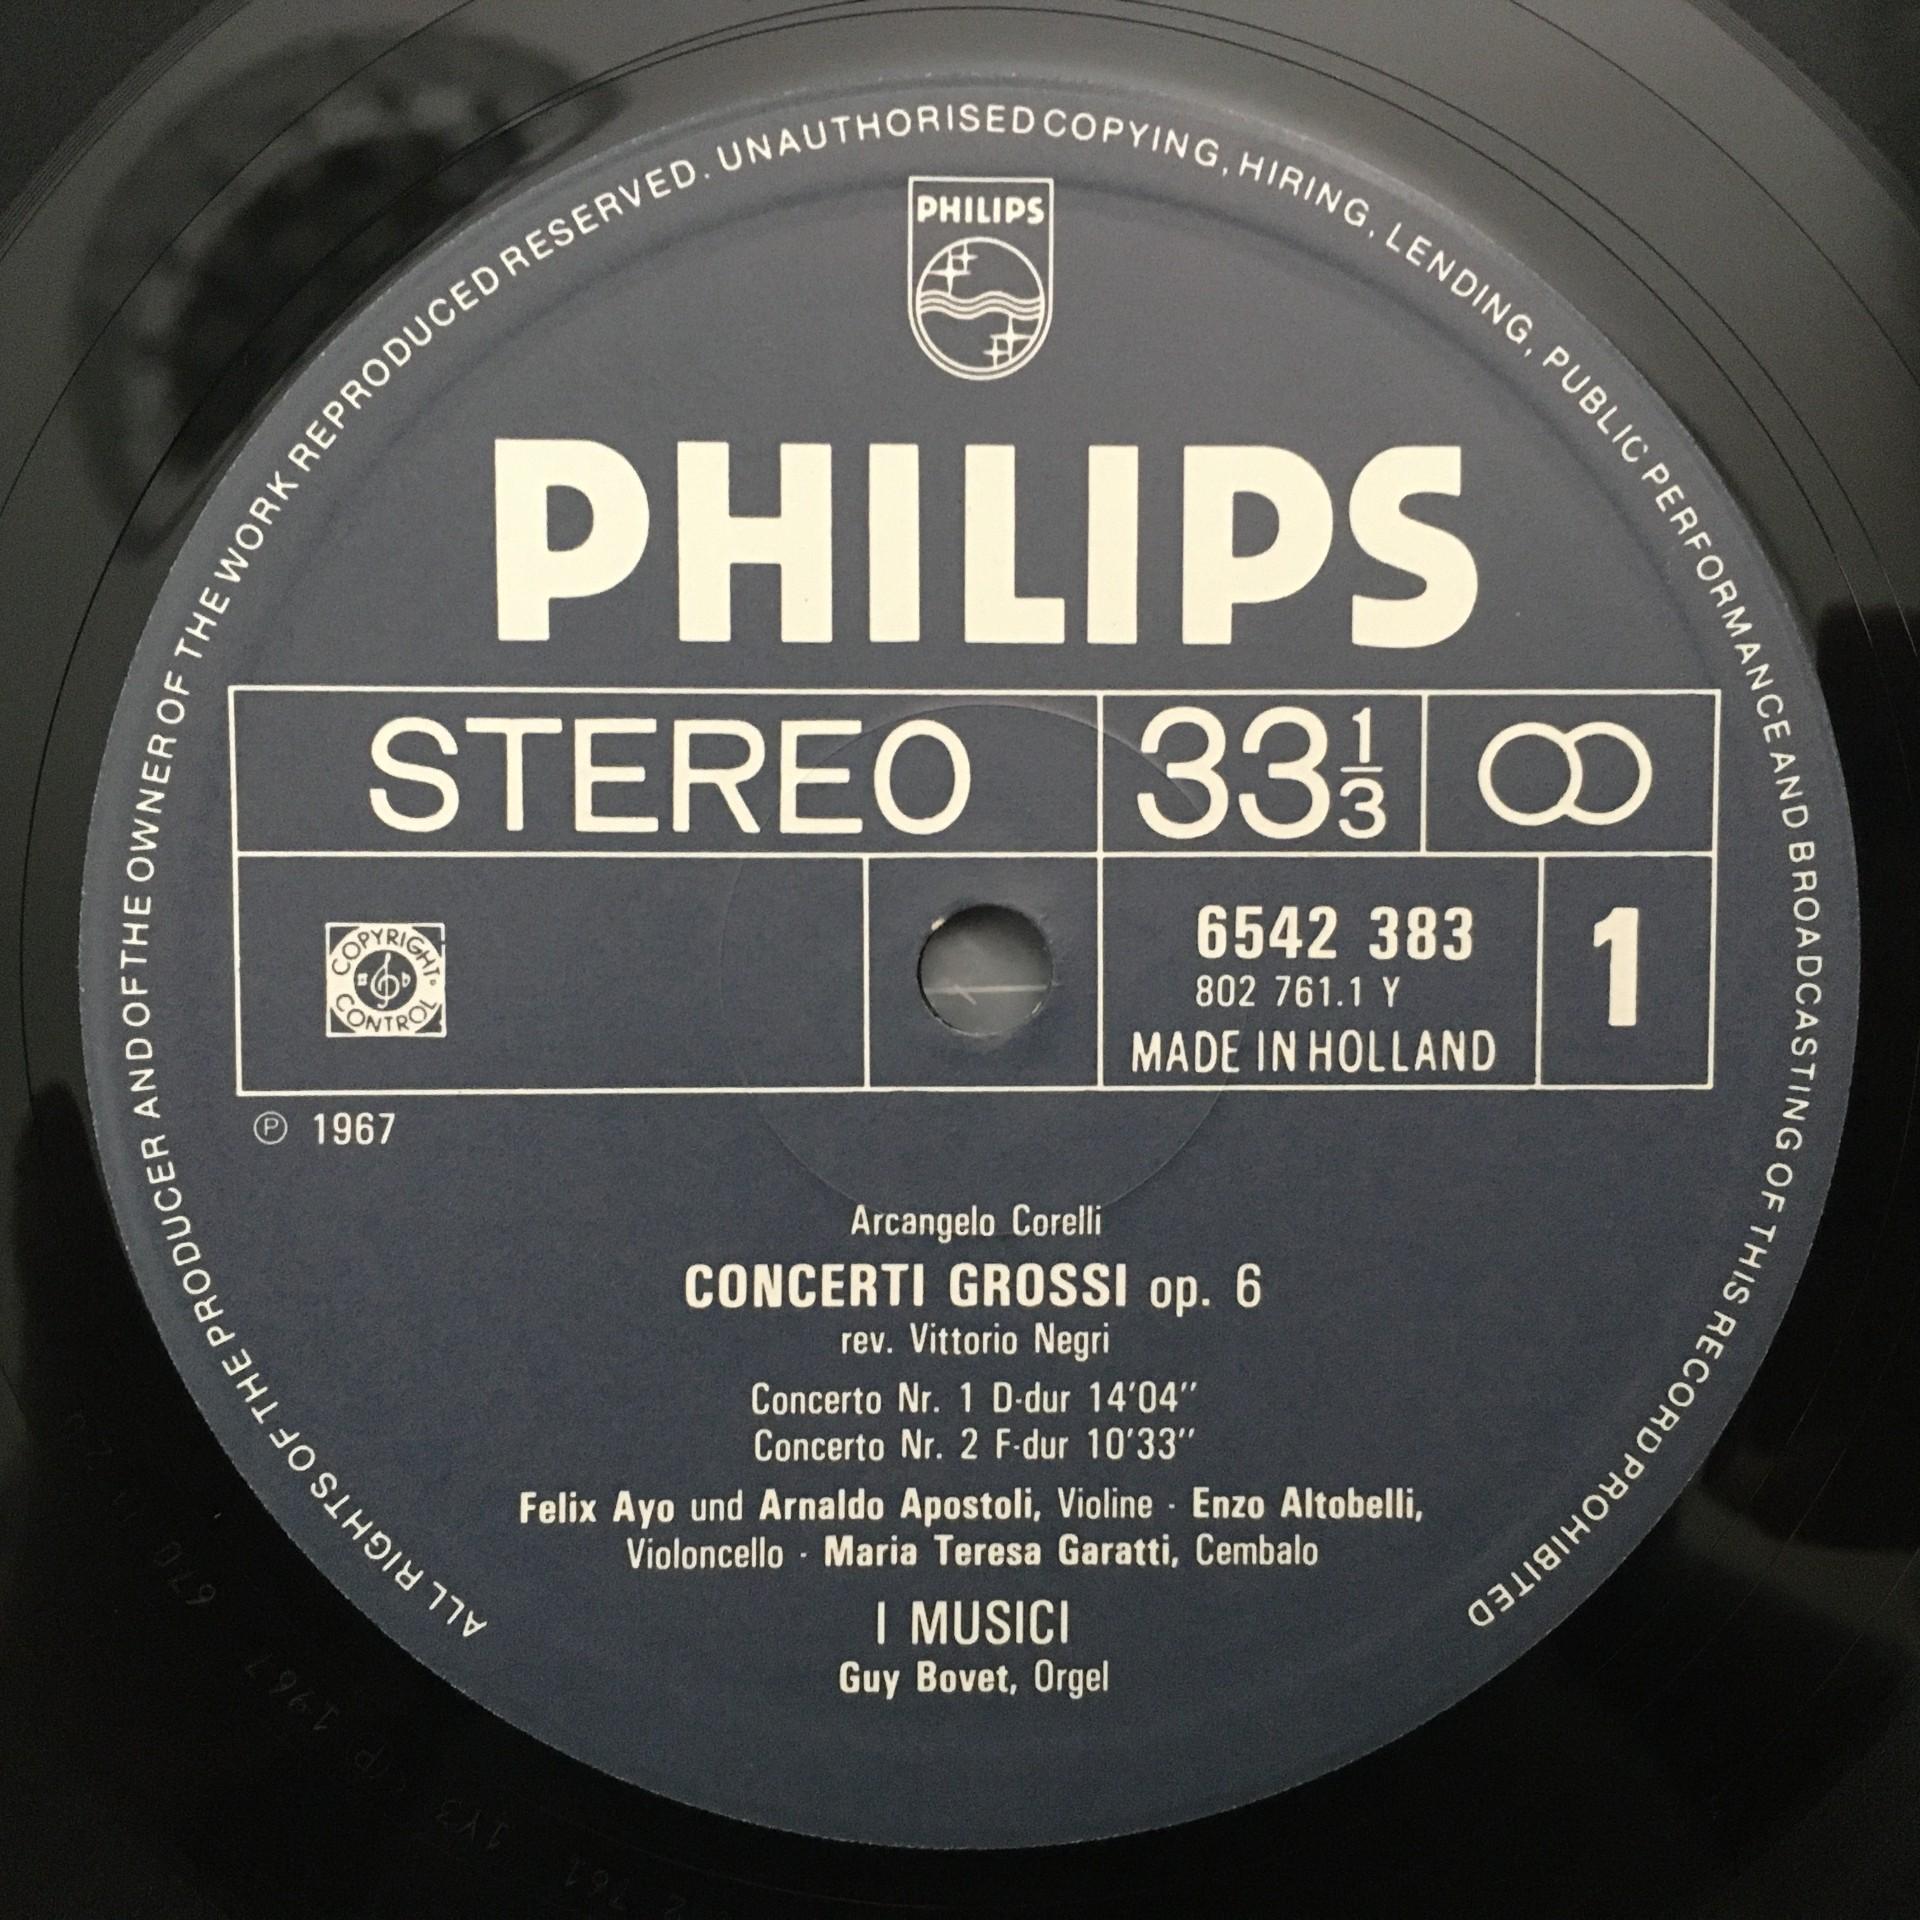 ALL RIGHTS OF THE PRODUCER AND OF THE OWNER OF THE WORK REPRODUCED RESERVED. UNAUTHORISED COPYING, HIRING, LENDING, PUBLIC PERFORMANCE AND BROADCASTING OF THIS RECORD PROHIBITED
PHILIPS
PHILIPS
STEREO 33 1/3
COPYRIGHT CONTROL
6542 383 1
802 761.1 Y
MADE IN HOLLAND
Ⓟ 1967
Arcangelo Corelli
CONCERTI GROSSI op. 6
rev. Vittorio Negri
Concerto Nr. 1 D-dur 14'04''
Concerto Nr. 2 F-dur 10'33''
Felix Ayo und Arnaldo Apostoli, Violine - Enzo Altobelli,
Violoncello - Maria Teresa Garatti, Cembalo
I MUSICI
Guy Bovet, Orgel
670
1967